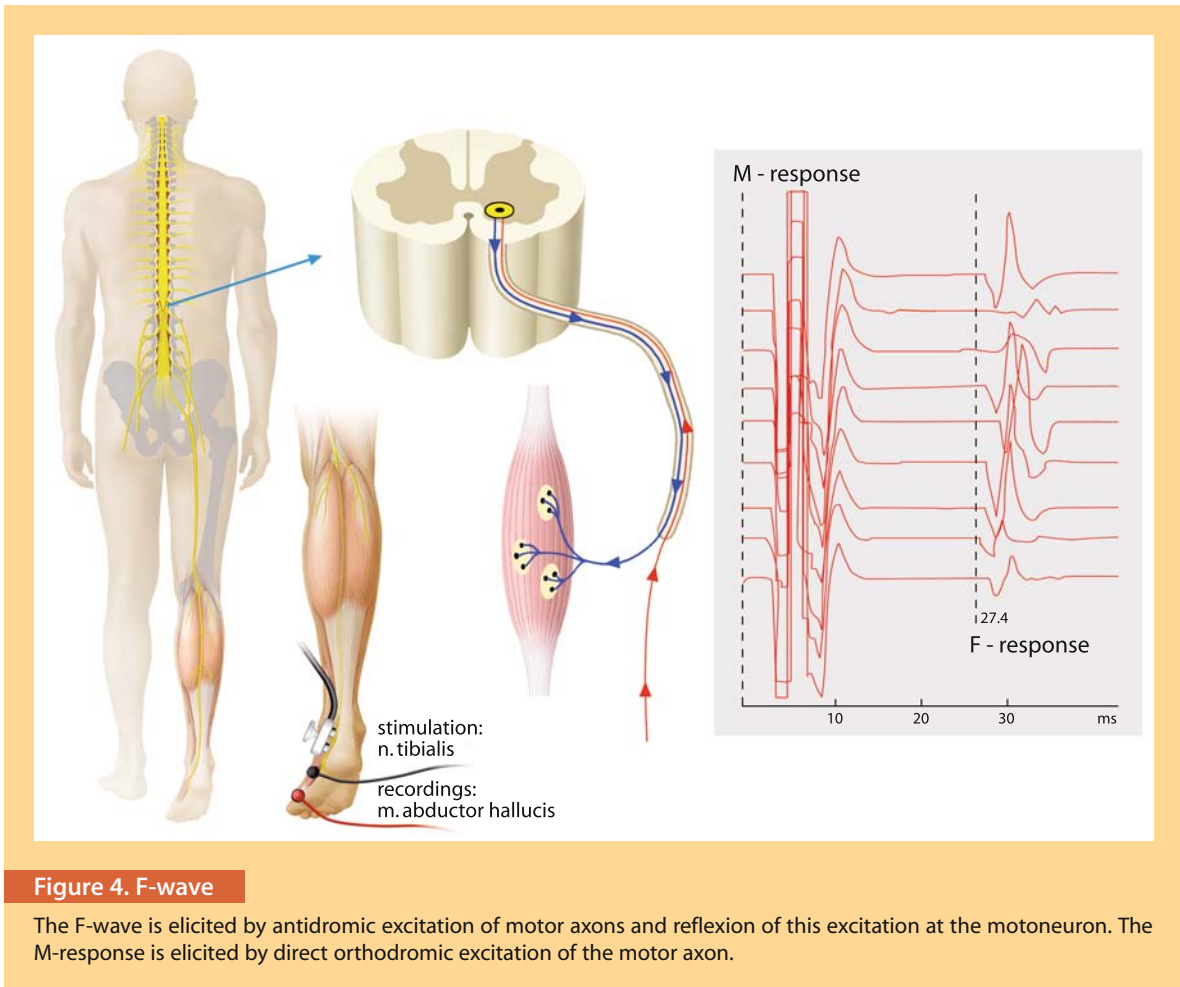 M - response
27.4
F - response
10
20
30
ms
stimulation:
n. tibialis
recordings:
m. abductor hallucis
Figure 4. F-wave
The F-wave is elicited by antidromic excitation of motor axons and reflexion of this excitation at the motoneuron. The
M-response is elicited by direct orthodromic excitation of the motor axon.